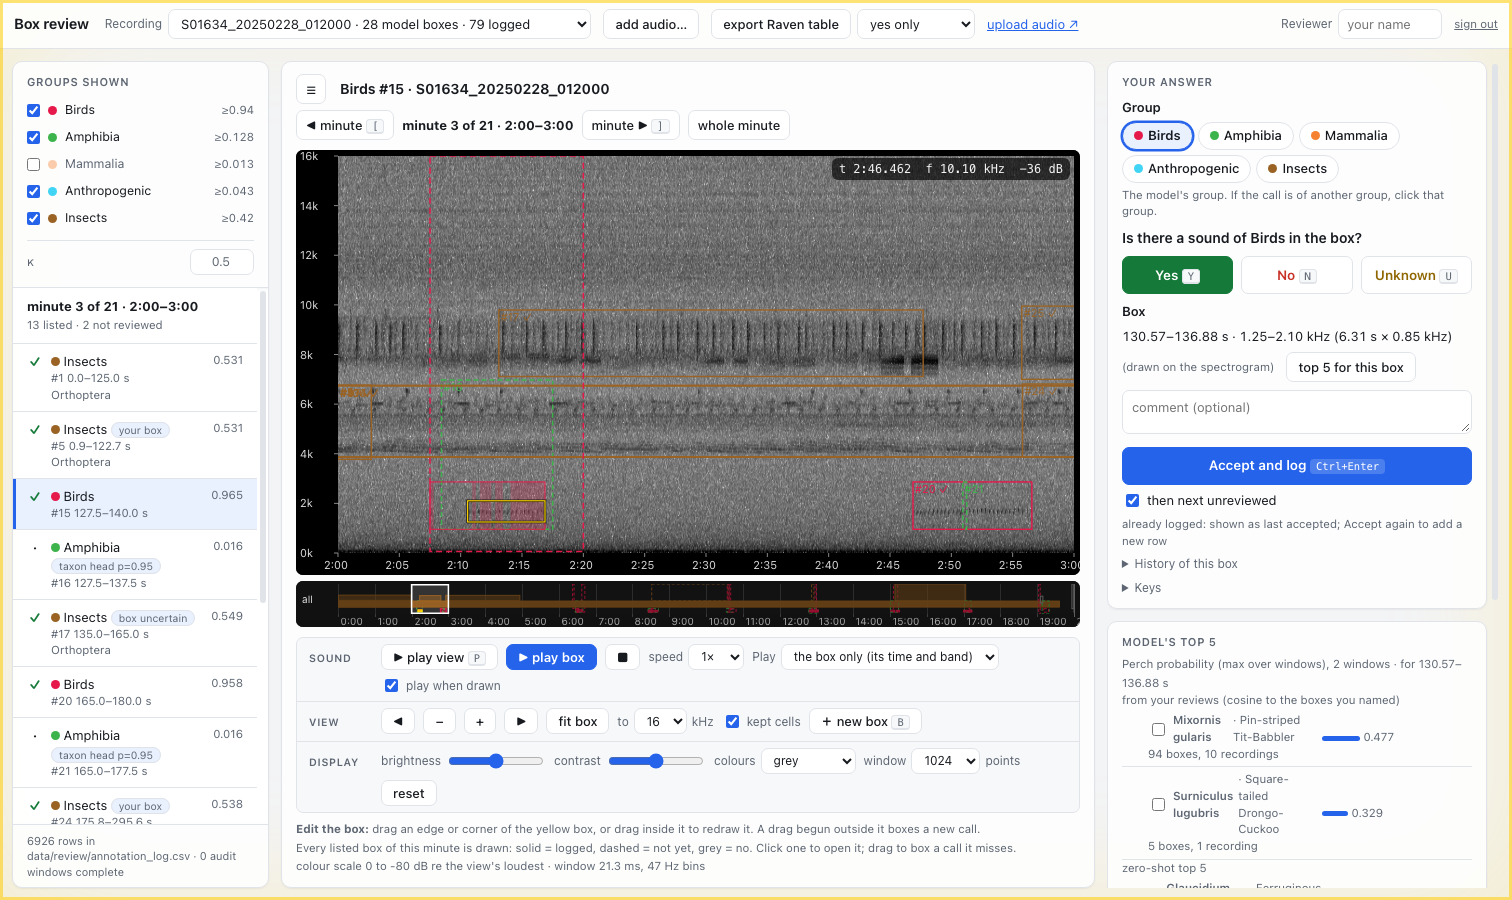 Box review
Recording
S01634_20250228_012000 · 28 model boxes · 79 logged
add audio...
export Raven table
yes only
upload audio ↗
Reviewer
your name
sign out
GROUPS SHOWN
Birds ≥0.94
Amphibia ≥0.128
Mammalia ≥0.013
Anthropogenic ≥0.043
Insects ≥0.42
K 0.5
minute 3 of 21 · 2:00–3:00
13 listed · 2 not reviewed
Insects 0.531
#1 0.0–125.0 s
Orthoptera
Insects your box 0.531
#5 0.9–122.7 s
Orthoptera
Birds 0.965
#15 127.5–140.0 s
Amphibia 0.016
taxon head p=0.95
#16 127.5–137.5 s
Insects box uncertain 0.549
#17 135.0–165.0 s
Orthoptera
Birds 0.958
#20 165.0–180.0 s
Amphibia 0.016
taxon head p=0.95
#21 165.0–177.5 s
Insects your box 0.538
#24 175.8–295.6 s
6926 rows in
data/review/annotation_log.csv · 0 audit
windows complete
☰
Birds #15 · S01634_20250228_012000
◀ minute [
minute 3 of 21 · 2:00–3:00
minute ▶ ]
whole minute
t 2:46.462 f 10.10 kHz −36 dB
16k
14k
12k
10k
8k
6k
4k
2k
0k
2:00 2:05 2:10 2:15 2:20 2:25 2:30 2:35 2:40 2:45 2:50 2:55 3:00
all
0:00 1:00 2:00 3:00 4:00 5:00 6:00 7:00 8:00 9:00 10:00 11:00 12:00 13:00 14:00 15:00 16:00 17:00 18:00 19:00
SOUND
▶ play view P
▶ play box
speed 1×
Play the box only (its time and band)
play when drawn
VIEW
◀ − + ▶ fit box to 16 kHz kept cells + new box B
DISPLAY
brightness contrast colours grey window 1024 points
reset
Edit the box: drag an edge or corner of the yellow box, or drag inside it to redraw it. A drag begun outside it boxes a new call.
Every listed box of this minute is drawn: solid = logged, dashed = not yet, grey = no. Click one to open it; drag to box a call it misses.
colour scale 0 to -80 dB re the view's loudest · window 21.3 ms, 47 Hz bins
YOUR ANSWER
Group
Birds
Amphibia
Mammalia
Anthropogenic
Insects
The model's group. If the call is of another group, click that
group.
Is there a sound of Birds in the box?
Yes Y
No N
Unknown U
Box
130.57–136.88 s · 1.25–2.10 kHz (6.31 s × 0.85 kHz)
(drawn on the spectrogram)
top 5 for this box
comment (optional)
Accept and log Ctrl+Enter
then next unreviewed
already logged: shown as last accepted; Accept again to add a
new row
▶ History of this box
▶ Keys
MODEL'S TOP 5
Perch probability (max over windows), 2 windows · for 130.57–
136.88 s
from your reviews (cosine to the boxes you named)
Mixornis gularis · Pin-striped Tit-Babbler 0.477
94 boxes, 10 recordings
Surniculus lugubris · Square-tailed Drongo-Cuckoo 0.329
5 boxes, 1 recording
zero-shot top 5